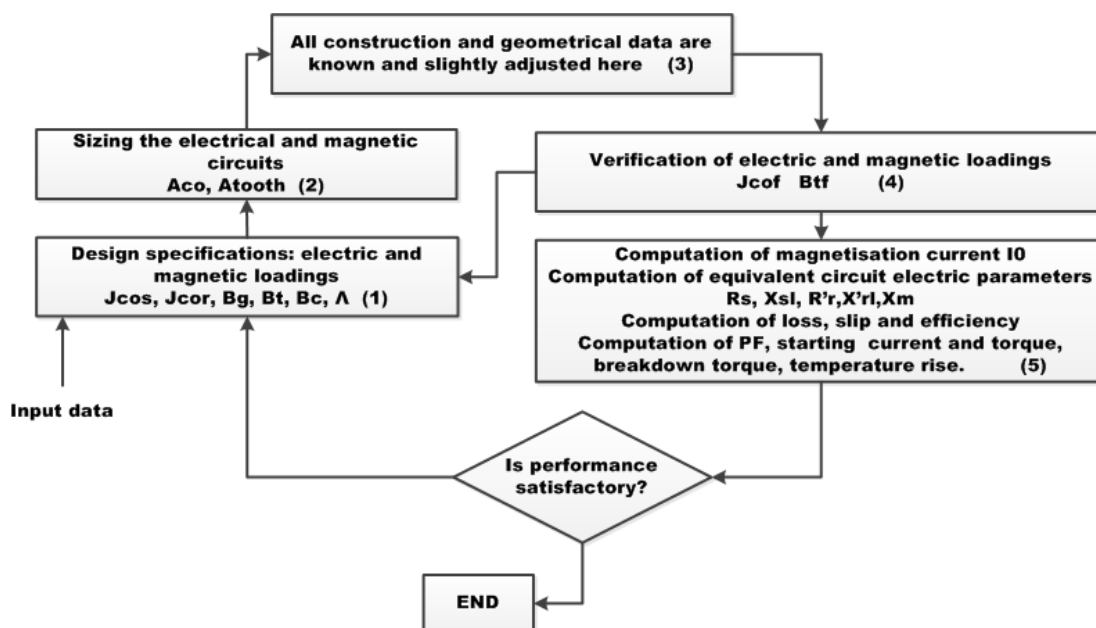 All construction and geometrical data are
known and slightly adjusted here (3)
Sizing the electrical and magnetic
circuits
Aco, Atooth (2)
Verification of electric and magnetic loadings
Jcof Btf (4)
Design specifications: electric and
magnetic loadings
Jcos, Jcor, Bg, Bt, Bc, Λ (1)
Computation of magnetisation current I0
Computation of equivalent circuit electric parameters
Rs, Xsl, R'r,X'rl,Xm
Computation of loss, slip and efficiency
Computation of PF, starting current and torque,
breakdown torque, temperature rise. (5)
Input data
Is performance
satisfactory?
END